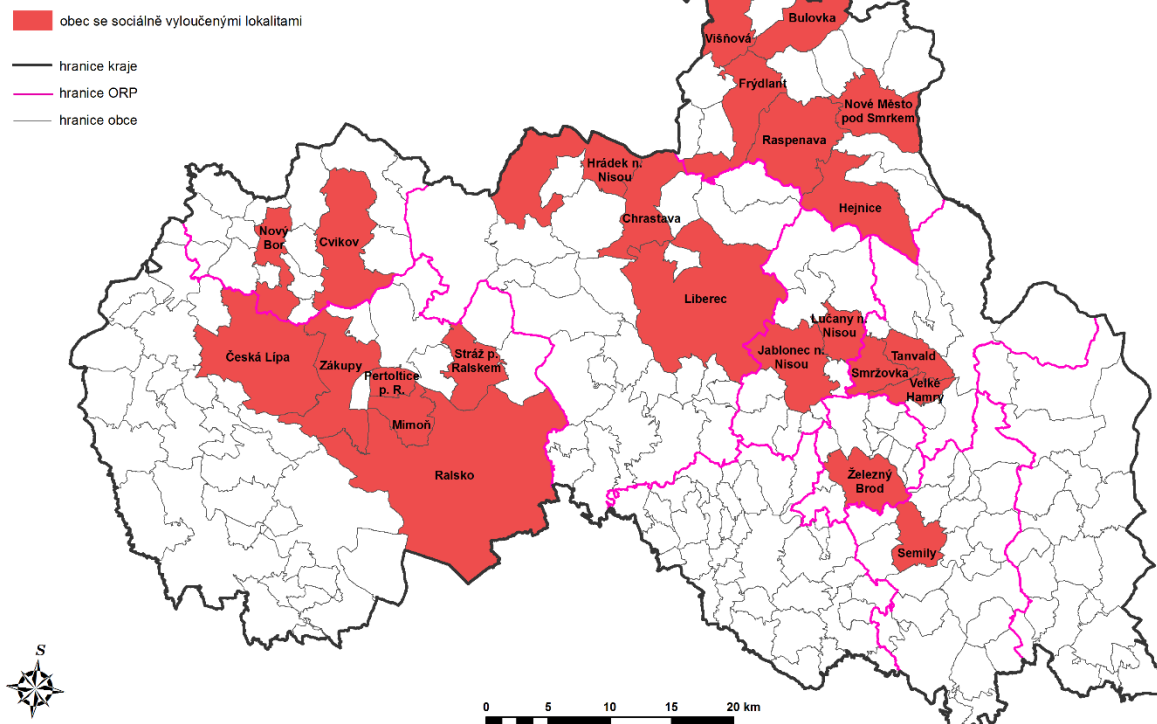 obec se sociálně vyloučenými lokalitami
hranice kraje
hranice ORP
hranice obce
Bulovka
Višňová
Frýdlant
Nové Město
pod Smrkem
Raspenava
Hrádek n.
Nisou
Hejnice
Chrastava
Nový
Bor
Cvikov
Liberec
Lučany n.
Nisou
Česká Lípa
Zákupy
Stráž p.
Ralskem
Jablonec n.
Nisou
Tanvald
Smržovka
Velké
Hamry
Pertoltice
p. R.
Mimoň
Ralsko
Železný
Brod
Semily
S
0 5 10 15 20 km